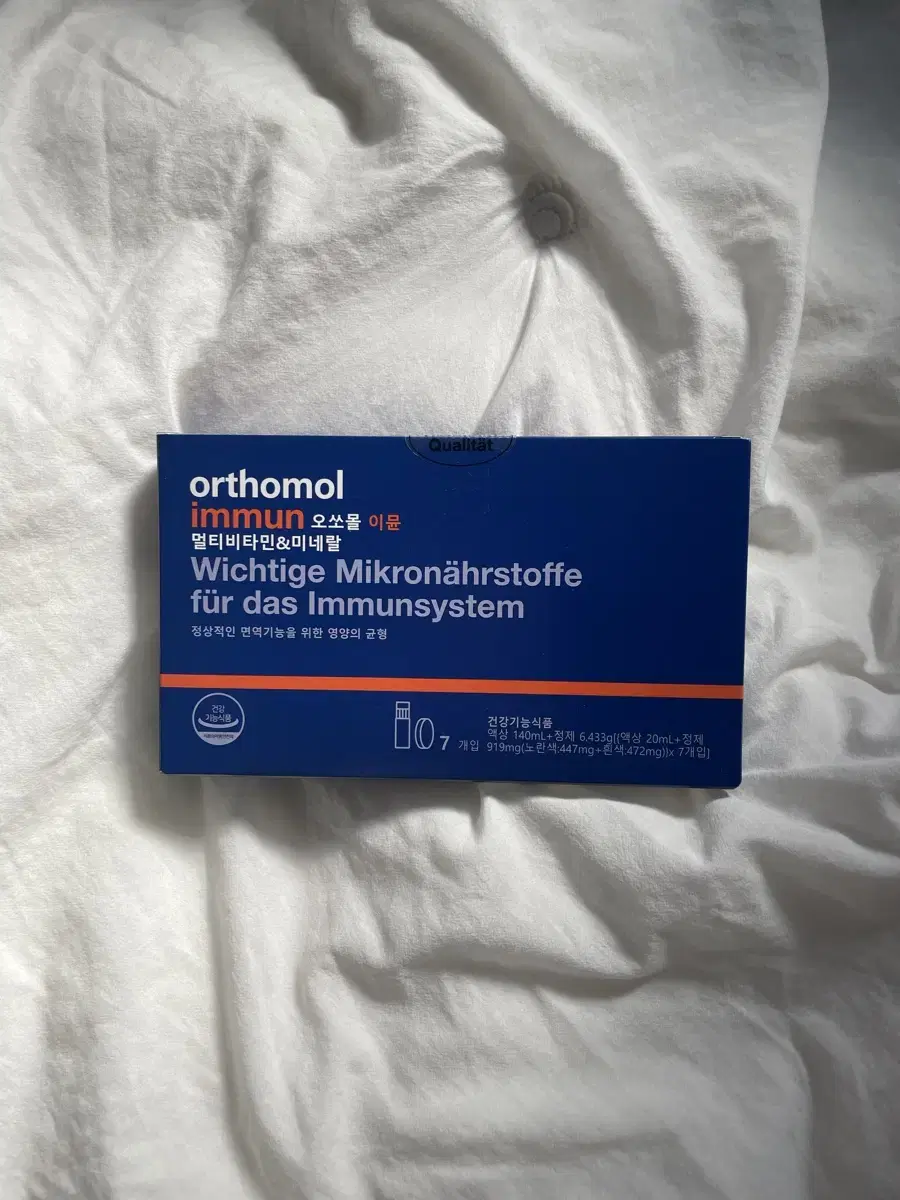 Qualität
orthomol
immun 오쏘몰 이뮨
멀티비타민&미네랄
Wichtige Mikronährstoffe
für das Immunsystem
정상적인 면역기능을 위한 영양의 균형
건강
기능식품
7 개입
건강기능식품
액상 140mL+정제 6,433g[{액상 20mL+정제
919mg(노란색:447mg+흰색:472mg)}x 7개입]